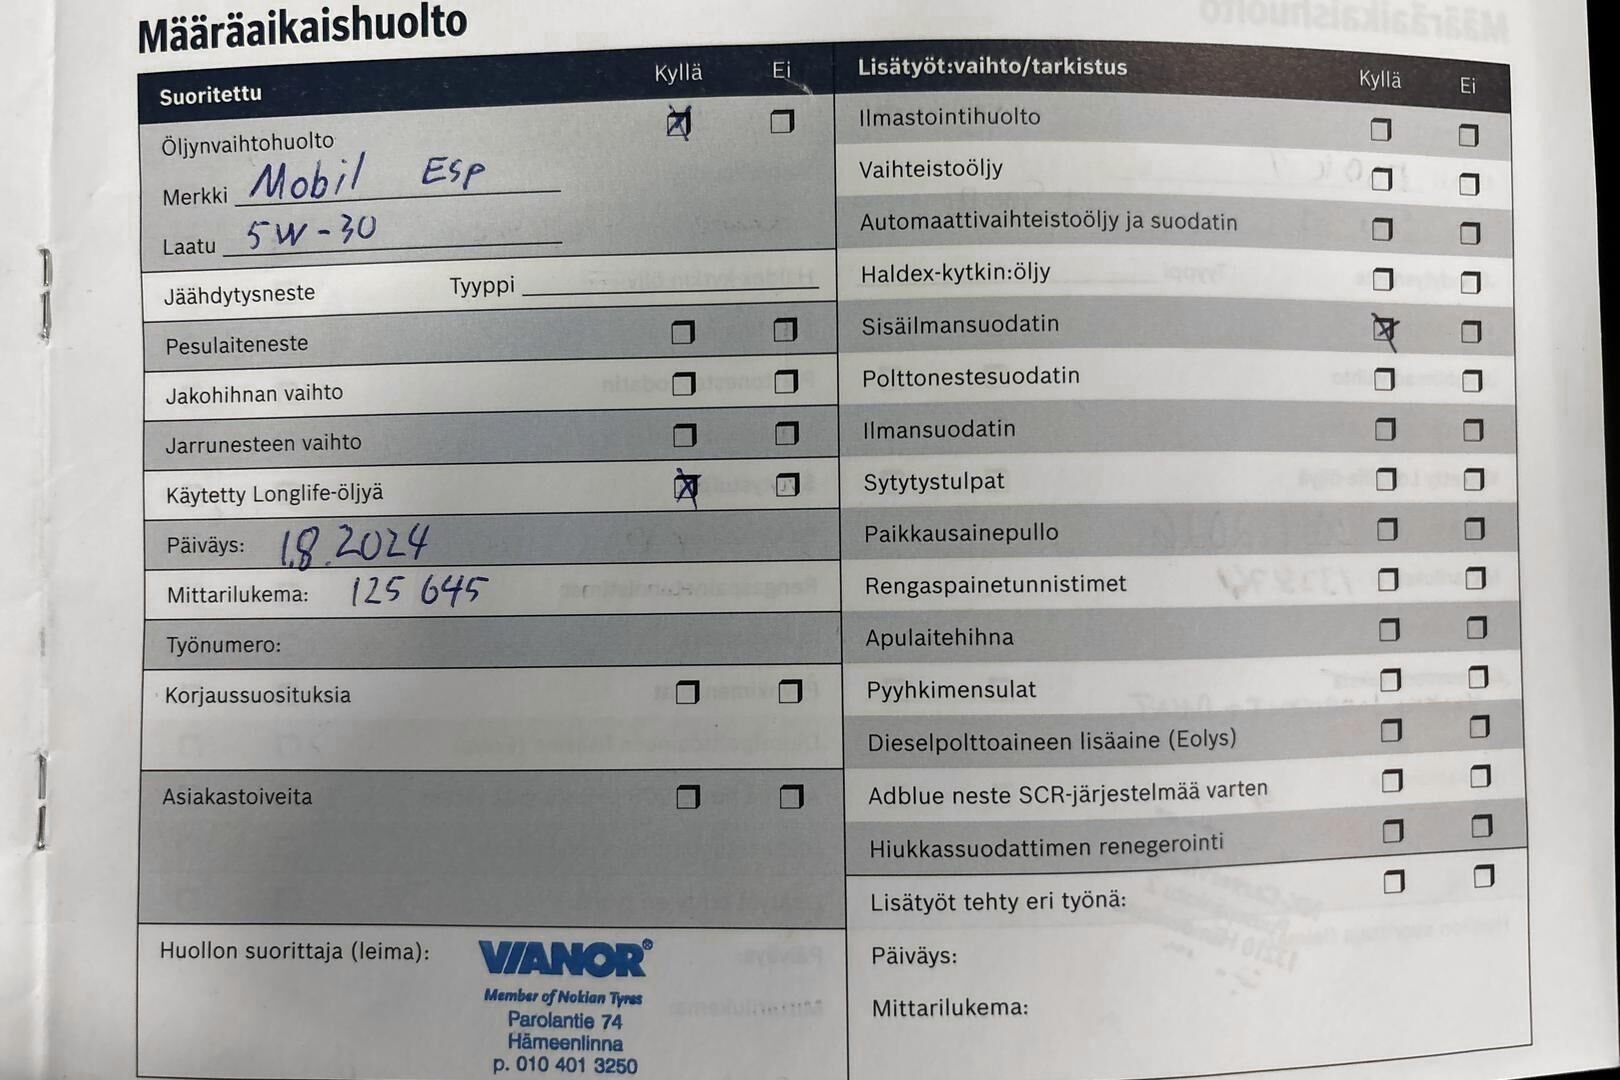 Määräaikaishuolto
Suoritettu Kyllä Ei
Öljynvaihtohuolto
Merkki Mobil Esp
Laatu 5W-30
Jäähdytysneste Tyyppi
Pesulaiteneste
Jakohihnan vaihto
Jarrunesteen vaihto
Käytetty Longlife-öljyä
Päiväys: 1.8.2024
Mittarilukema: 125 645
Työnumero:
Korjaussuosituksia
Asiakastoiveita
Huollon suorittaja (leima):
VIANOR®
Member of Nokian Tyres
Parolantie 74
Hämeenlinna
p. 010 401 3250
Lisätyöt:vaihto/tarkistus Kyllä Ei
Ilmastointihuolto
Vaihteistoöljy
Automaattivaihteistoöljy ja suodatin
Haldex-kytkin:öljy
Sisäilmansuodatin
Polttonestesuodatin
Ilmansuodatin
Sytytystulpat
Paikkausainepullo
Rengaspainetunnistimet
Apulaitehihna
Pyyhkimensulat
Dieselpolttoaineen lisäaine (Eolys)
Adblue neste SCR-järjestelmää varten
Hiukkassuodattimen renegerointi
Lisätyöt tehty eri työnä:
Päiväys:
Mittarilukema: